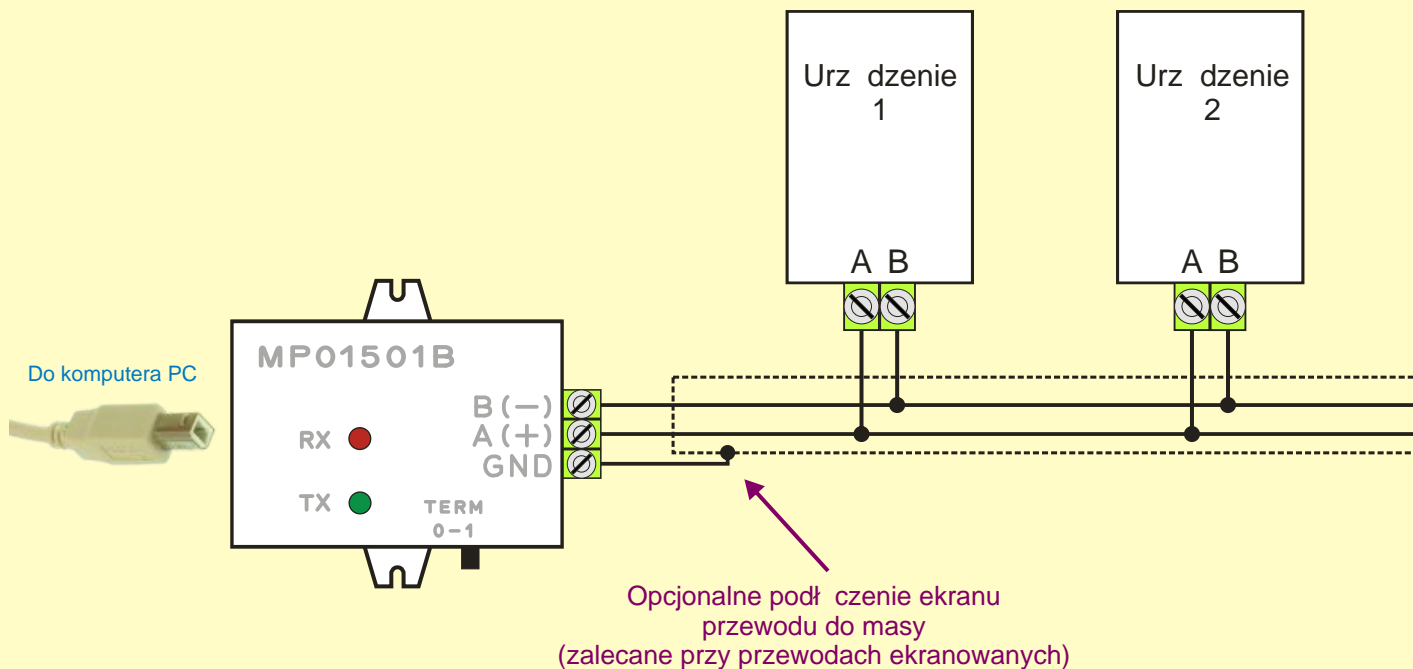 Urz dzenie
1
A B
Urz dzenie
2
A B
Do komputera PC
MP01501B
B(−)
A(+)
GND
RX
TX
TERM
0-1
Opcjonalne podł czenie ekranu
przewodu do masy
(zalecane przy przewodach ekranowanych)